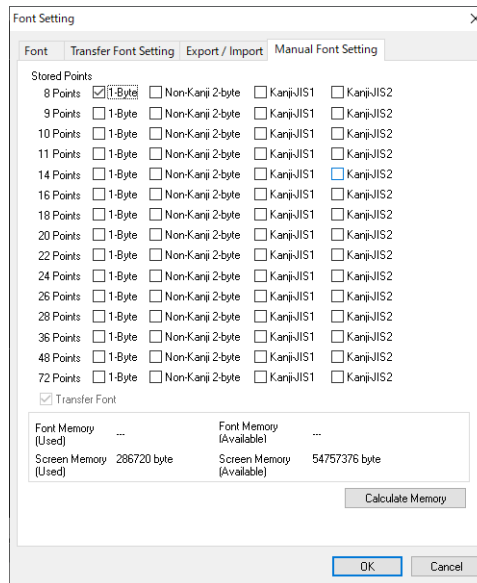 Font Setting
Font Transfer Font Setting Export / Import Manual Font Setting
Stored Points
8 Points 1-Byte Non-Kanji 2-byte Kanji-JIS1 Kanji-JIS2
9 Points 1-Byte Non-Kanji 2-byte Kanji-JIS1 Kanji-JIS2
10 Points 1-Byte Non-Kanji 2-byte Kanji-JIS1 Kanji-JIS2
11 Points 1-Byte Non-Kanji 2-byte Kanji-JIS1 Kanji-JIS2
14 Points 1-Byte Non-Kanji 2-byte Kanji-JIS1 Kanji-JIS2
16 Points 1-Byte Non-Kanji 2-byte Kanji-JIS1 Kanji-JIS2
18 Points 1-Byte Non-Kanji 2-byte Kanji-JIS1 Kanji-JIS2
20 Points 1-Byte Non-Kanji 2-byte Kanji-JIS1 Kanji-JIS2
22 Points 1-Byte Non-Kanji 2-byte Kanji-JIS1 Kanji-JIS2
24 Points 1-Byte Non-Kanji 2-byte Kanji-JIS1 Kanji-JIS2
26 Points 1-Byte Non-Kanji 2-byte Kanji-JIS1 Kanji-JIS2
28 Points 1-Byte Non-Kanji 2-byte Kanji-JIS1 Kanji-JIS2
36 Points 1-Byte Non-Kanji 2-byte Kanji-JIS1 Kanji-JIS2
48 Points 1-Byte Non-Kanji 2-byte Kanji-JIS1 Kanji-JIS2
72 Points 1-Byte Non-Kanji 2-byte Kanji-JIS1 Kanji-JIS2
Transfer Font
Font Memory (Used) --- Font Memory (Available) ---
Screen Memory (Used) 286720 byte Screen Memory (Available) 54757376 byte
Calculate Memory
OK Cancel